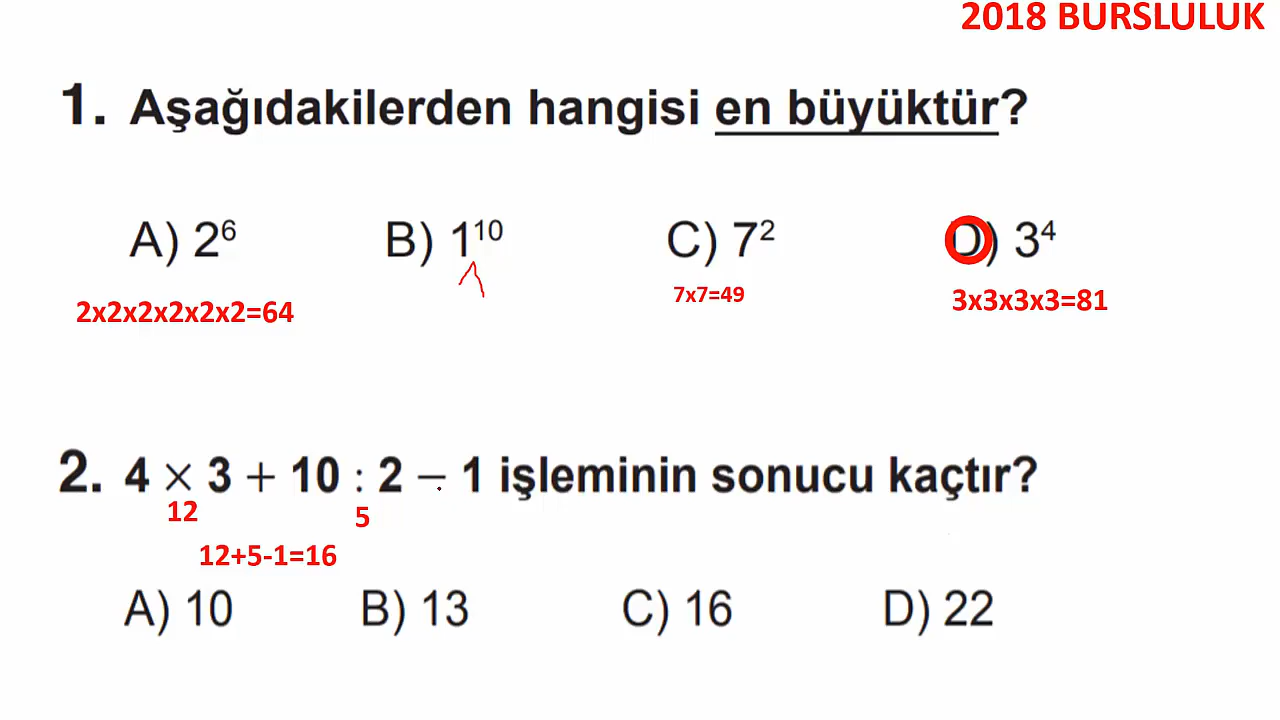 2018 BURSLULUK
1. Aşağıdakilerden hangisi en büyüktür?
A) 2⁶ B) 1¹⁰ C) 7² D) 3⁴
2x2x2x2x2x2=64 7x7=49 3x3x3x3=81
2. 4 × 3 + 10 : 2 − 1 işleminin sonucu kaçtır?
12 5
12+5-1=16
A) 10 B) 13 C) 16 D) 22